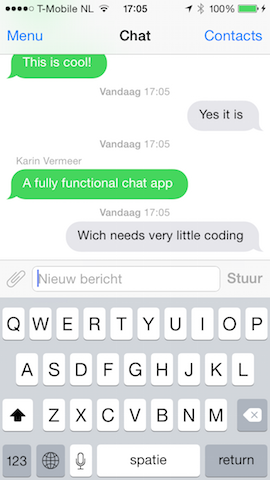 T-Mobile NL 17:05 100%
Menu Chat Contacts
This is cool!
Vandaag 17:05
Yes it is
Vandaag 17:05
Karin Vermeer
A fully functional chat app
Vandaag 17:05
Wich needs very little coding
Nieuw bericht Stuur
Q W E R T Y U I O P
A S D F G H J K L
Z X C V B N M
123 spatie return